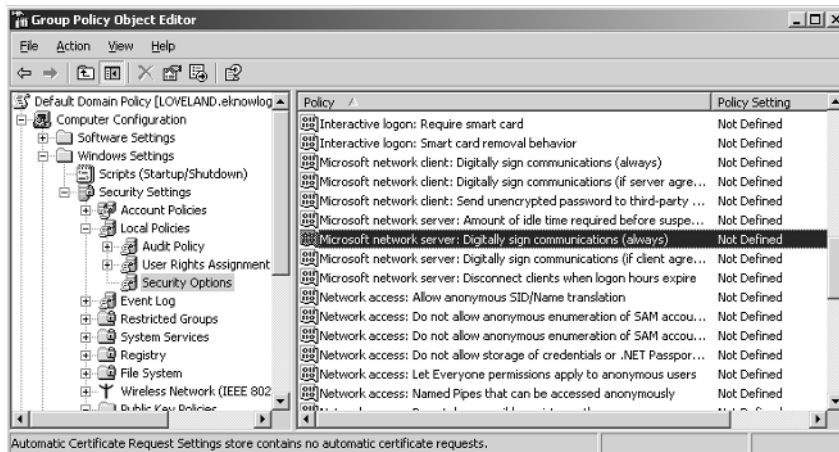 Group Policy Object Editor
File Action View Help
Default Domain Policy [LOVELAND.eknowlog
Computer Configuration
Software Settings
Windows Settings
Scripts (Startup/Shutdown)
Security Settings
Account Policies
Local Policies
Audit Policy
User Rights Assignment
Security Options
Event Log
Restricted Groups
System Services
Registry
File System
Wireless Network (IEEE 802
Public Key Policies
Policy Policy Setting
Interactive logon: Require smart card Not Defined
Interactive logon: Smart card removal behavior Not Defined
Microsoft network client: Digitally sign communications (always) Not Defined
Microsoft network client: Digitally sign communications (if server agre... Not Defined
Microsoft network client: Send unencrypted password to third-party ... Not Defined
Microsoft network server: Amount of idle time required before suspe... Not Defined
Microsoft network server: Digitally sign communications (always) Not Defined
Microsoft network server: Digitally sign communications (if client agre... Not Defined
Microsoft network server: Disconnect clients when logon hours expire Not Defined
Network access: Allow anonymous SID/Name translation Not Defined
Network access: Do not allow anonymous enumeration of SAM accou... Not Defined
Network access: Do not allow anonymous enumeration of SAM accou... Not Defined
Network access: Do not allow storage of credentials or .NET Passpor... Not Defined
Network access: Let Everyone permissions apply to anonymous users Not Defined
Network access: Named Pipes that can be accessed anonymously Not Defined
Automatic Certificate Request Settings store contains no automatic certificate requests.